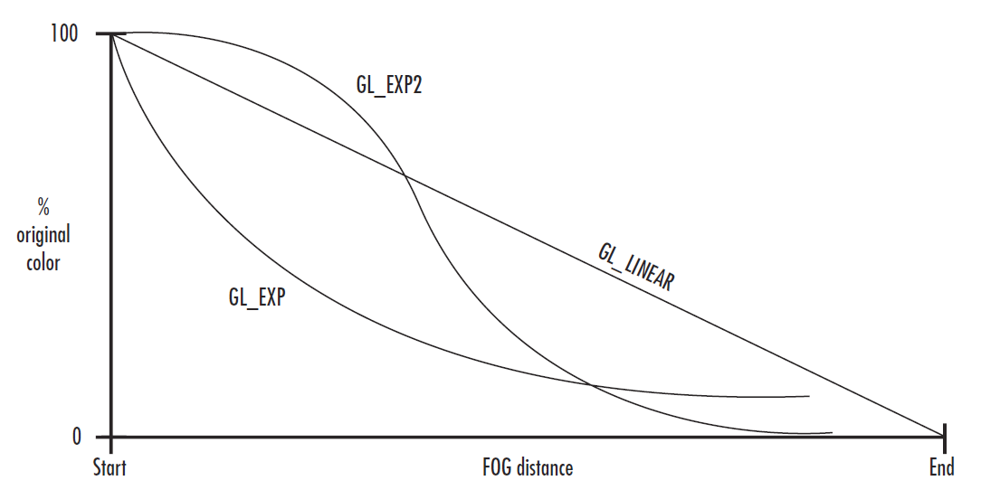 100
GL_EXP2
%
original
color
GL_LINEAR
GL_EXP
0
Start
FOG distance
End